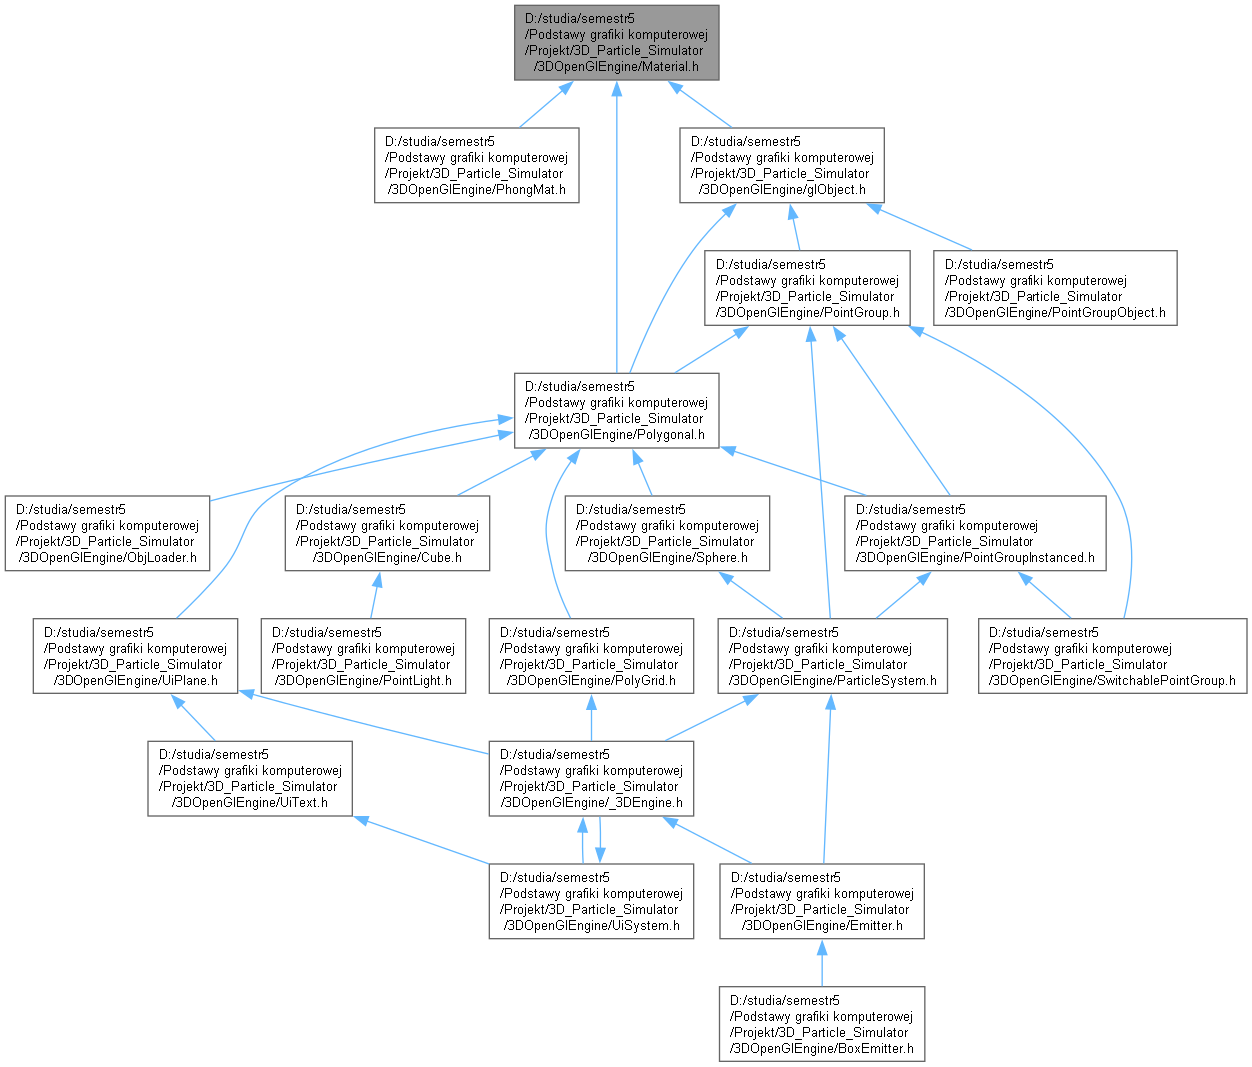 D:/studia/semestr5
/Podstawy grafiki komputerowej
/Projekt/3D_Particle_Simulator
/3DOpenGlEngine/Material.h
D:/studia/semestr5
/Podstawy grafiki komputerowej
/Projekt/3D_Particle_Simulator
/3DOpenGlEngine/PhongMat.h
D:/studia/semestr5
/Podstawy grafiki komputerowej
/Projekt/3D_Particle_Simulator
/3DOpenGlEngine/glObject.h
D:/studia/semestr5
/Podstawy grafiki komputerowej
/Projekt/3D_Particle_Simulator
/3DOpenGlEngine/PointGroup.h
D:/studia/semestr5
/Podstawy grafiki komputerowej
/Projekt/3D_Particle_Simulator
/3DOpenGlEngine/PointGroupObject.h
D:/studia/semestr5
/Podstawy grafiki komputerowej
/Projekt/3D_Particle_Simulator
/3DOpenGlEngine/Polygonal.h
D:/studia/semestr5
/Podstawy grafiki komputerowej
/Projekt/3D_Particle_Simulator
/3DOpenGlEngine/ObjLoader.h
D:/studia/semestr5
/Podstawy grafiki komputerowej
/Projekt/3D_Particle_Simulator
/3DOpenGlEngine/Cube.h
D:/studia/semestr5
/Podstawy grafiki komputerowej
/Projekt/3D_Particle_Simulator
/3DOpenGlEngine/Sphere.h
D:/studia/semestr5
/Podstawy grafiki komputerowej
/Projekt/3D_Particle_Simulator
/3DOpenGlEngine/PointGroupInstanced.h
D:/studia/semestr5
/Podstawy grafiki komputerowej
/Projekt/3D_Particle_Simulator
/3DOpenGlEngine/UiPlane.h
D:/studia/semestr5
/Podstawy grafiki komputerowej
/Projekt/3D_Particle_Simulator
/3DOpenGlEngine/PointLight.h
D:/studia/semestr5
/Podstawy grafiki komputerowej
/Projekt/3D_Particle_Simulator
/3DOpenGlEngine/PolyGrid.h
D:/studia/semestr5
/Podstawy grafiki komputerowej
/Projekt/3D_Particle_Simulator
/3DOpenGlEngine/ParticleSystem.h
D:/studia/semestr5
/Podstawy grafiki komputerowej
/Projekt/3D_Particle_Simulator
/3DOpenGlEngine/SwitchablePointGroup.h
D:/studia/semestr5
/Podstawy grafiki komputerowej
/Projekt/3D_Particle_Simulator
/3DOpenGlEngine/UiText.h
D:/studia/semestr5
/Podstawy grafiki komputerowej
/Projekt/3D_Particle_Simulator
/3DOpenGlEngine/_3DEngine.h
D:/studia/semestr5
/Podstawy grafiki komputerowej
/Projekt/3D_Particle_Simulator
/3DOpenGlEngine/UiSystem.h
D:/studia/semestr5
/Podstawy grafiki komputerowej
/Projekt/3D_Particle_Simulator
/3DOpenGlEngine/Emitter.h
D:/studia/semestr5
/Podstawy grafiki komputerowej
/Projekt/3D_Particle_Simulator
/3DOpenGlEngine/BoxEmitter.h